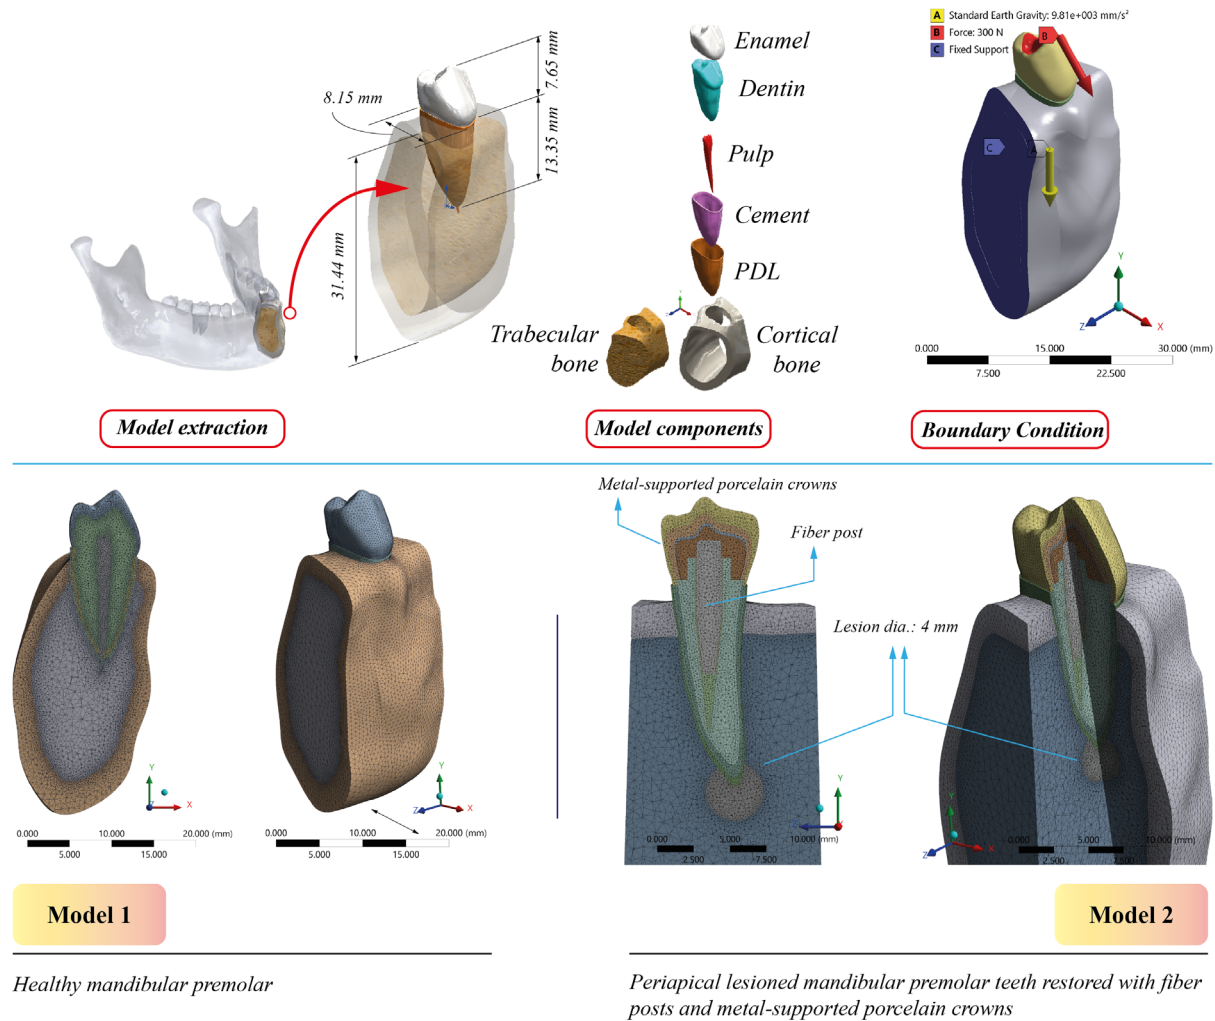 A Standard Earth Gravity: 9.81e+003 mm/s²
B Force: 300 N
C Fixed Support
8.15 mm
7.65 mm
13.35 mm
31.44 mm
Enamel
Dentin
Pulp
Cement
PDL
Trabecular
bone
Cortical
bone
B
C
A
Y
Z
X
0.000 15.000 30.000 (mm)
7.500 22.500
Model extraction
Model components
Boundary Condition
Metal-supported porcelain crowns
Fiber post
Lesion dia.: 4 mm
Y
X
0.000 10.000 20.000 (mm)
5.000 15.000
Y
Z
X
0.000 10.000 20.000 (mm)
5.000 15.000
Y
Z
X
0.000 5.000 10.000 (mm)
2.500 7.500
Y
Z
X
0.000 5.000 10.000 (mm)
2.500 7.500
Model 1
Model 2
Healthy mandibular premolar
Periapical lesioned mandibular premolar teeth restored with fiber
posts and metal-supported porcelain crowns